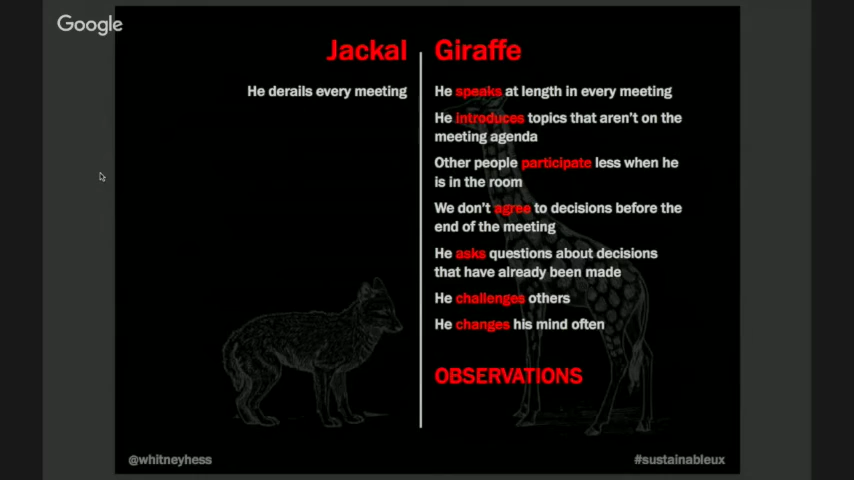 Google
Jackal
Giraffe
He derails every meeting
He speaks at length in every meeting
He introduces topics that aren't on the
meeting agenda
Other people participate less when he
is in the room
We don't agree to decisions before the
end of the meeting
He asks questions about decisions
that have already been made
He challenges others
He changes his mind often
OBSERVATIONS
@whitneyhess
#sustainableux